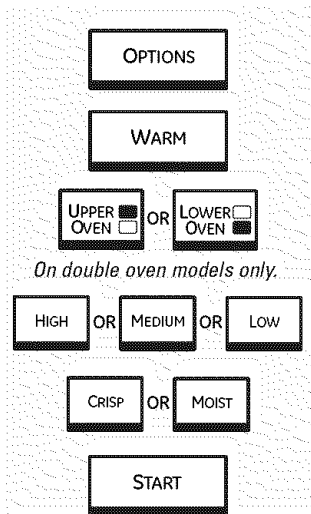 OPTIONS
WARM
UPPER OR LOWER
OVEN OVEN
On double oven models only.
HIGH OR MEDIUM OR LOW
CRISP OR MOIST
START